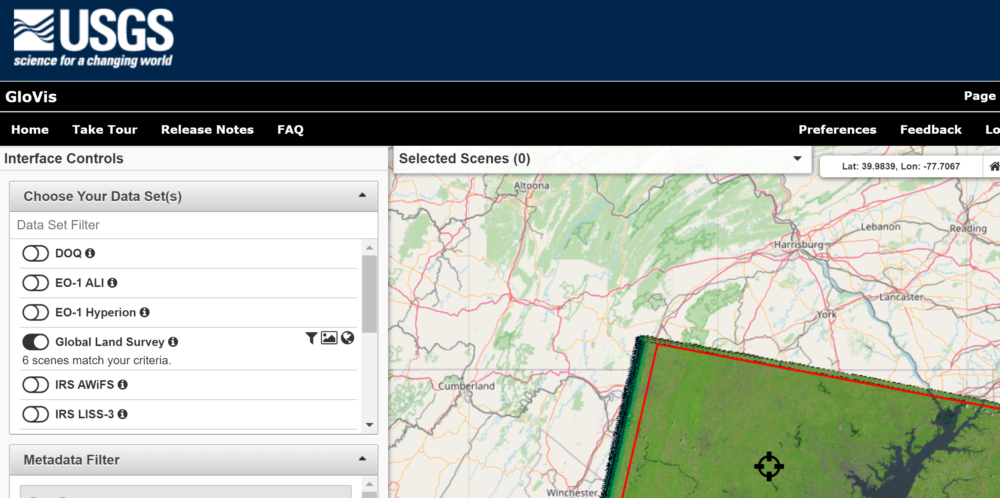 USGS
science for a changing world
GloVis
Page
Home Take Tour Release Notes FAQ Preferences Feedback Lo
Interface Controls
Selected Scenes (0)
Lat: 39.9839, Lon: -77.7067
Choose Your Data Set(s)
Data Set Filter
DOQ
EO-1 ALI
EO-1 Hyperion
Global Land Survey
6 scenes match your criteria.
IRS AWiFS
IRS LISS-3
Metadata Filter
Altoona
Lebanon
Reading
Harrisburg
Lancaster
York
Cumberland
Winchester